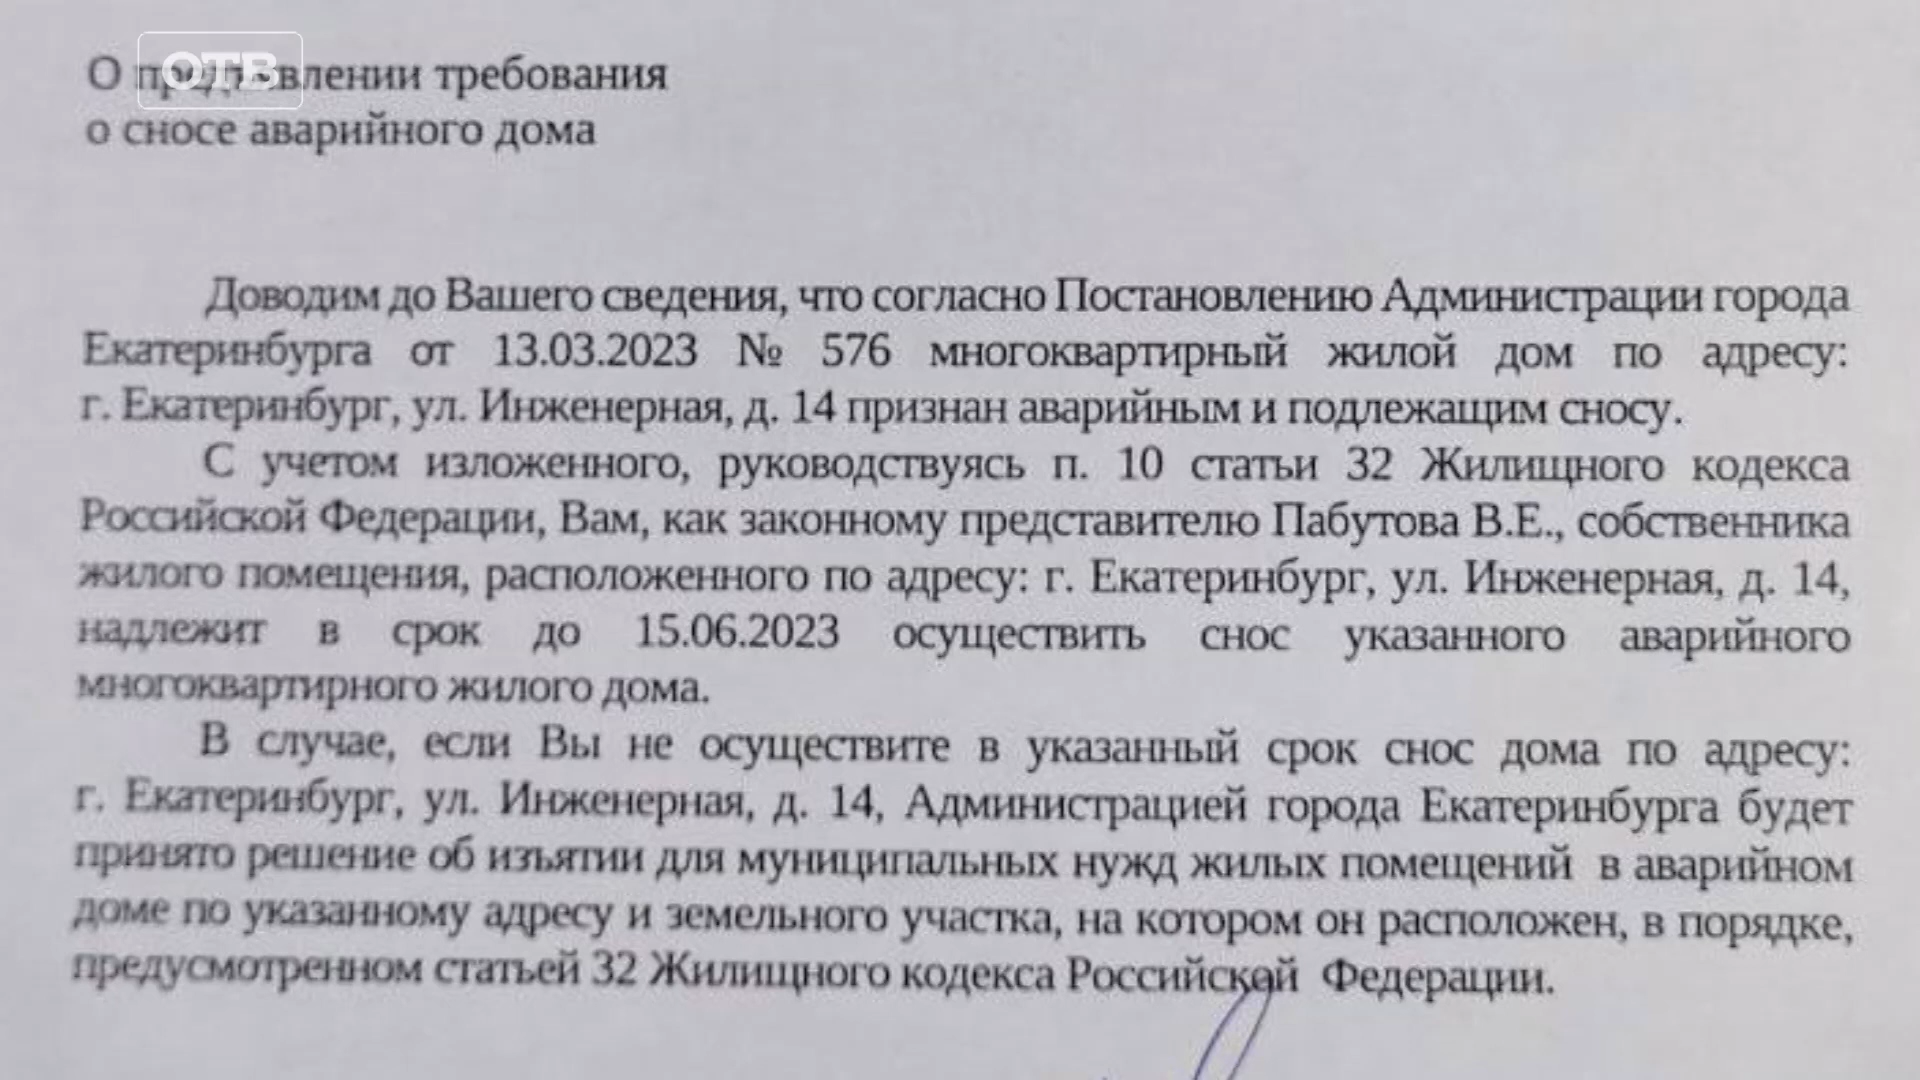 ОТВ
О представлении требования
о сносе аварийного дома
Доводим до Вашего сведения, что согласно Постановлению Администрации города
Екатеринбурга от 13.03.2023 № 576 многоквартирный жилой дом по адресу:
г. Екатеринбург, ул. Инженерная, д. 14 признан аварийным и подлежащим сносу.
С учетом изложенного, руководствуясь п. 10 статьи 32 Жилищного кодекса
Российской Федерации, Вам, как законному представителю Пабутова В.Е., собственника
жилого помещения, расположенного по адресу: г. Екатеринбург, ул. Инженерная, д. 14,
надлежит в срок до 15.06.2023 осуществить снос указанного аварийного
многоквартирного жилого дома.
В случае, если Вы не осуществите в указанный срок снос дома по адресу:
г. Екатеринбург, ул. Инженерная, д. 14, Администрацией города Екатеринбурга будет
принято решение об изъятии для муниципальных нужд жилых помещений в аварийном
доме по указанному адресу и земельного участка, на котором он расположен, в порядке,
предусмотренном статьей 32 Жилищного кодекса Российской Федерации.